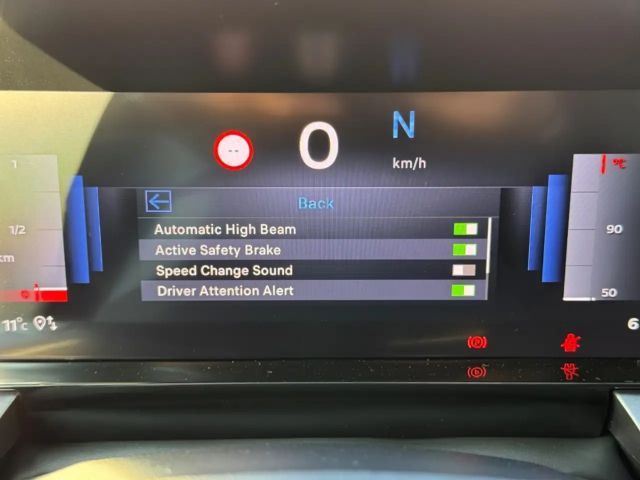 --
0
N
km/h
1
1/2
km
°C
90
50
Back
Automatic High Beam
Active Safety Brake
Speed Change Sound
Driver Attention Alert
11°C
6